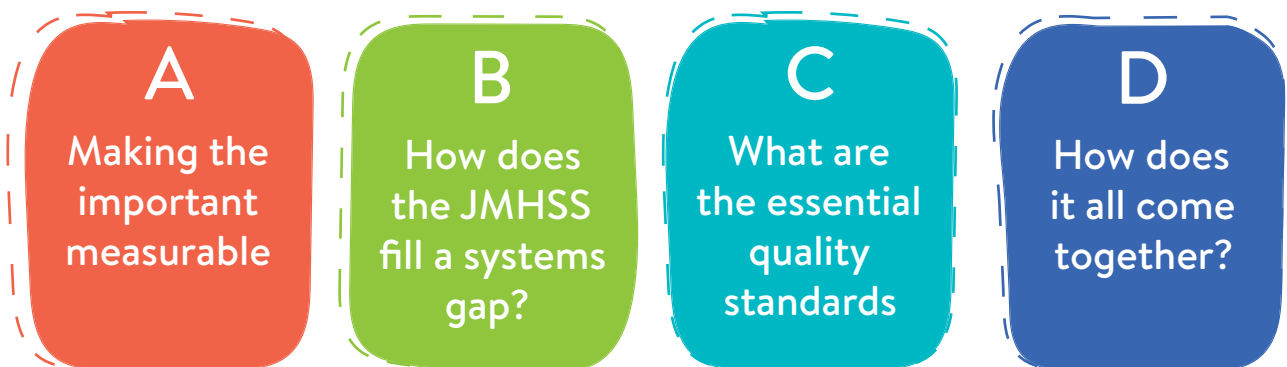 A
Making the
important
measurable
B
How does
the JMHSS
fill a systems
gap?
C
What are
the essential
quality
standards
D
How does
it all come
together?